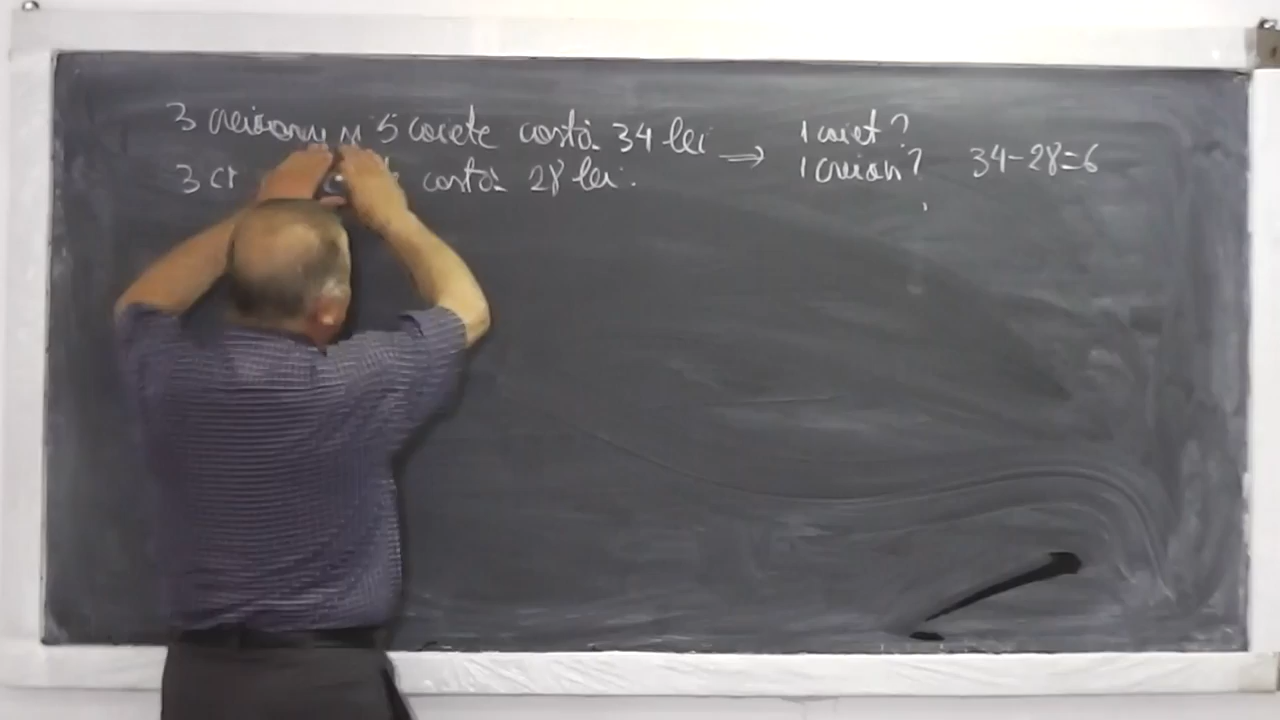 3 creioane și 5 caiete costă 34 lei ⇒ 1 caiet?
3 costă 28 lei. 1 creion? 34-28=6